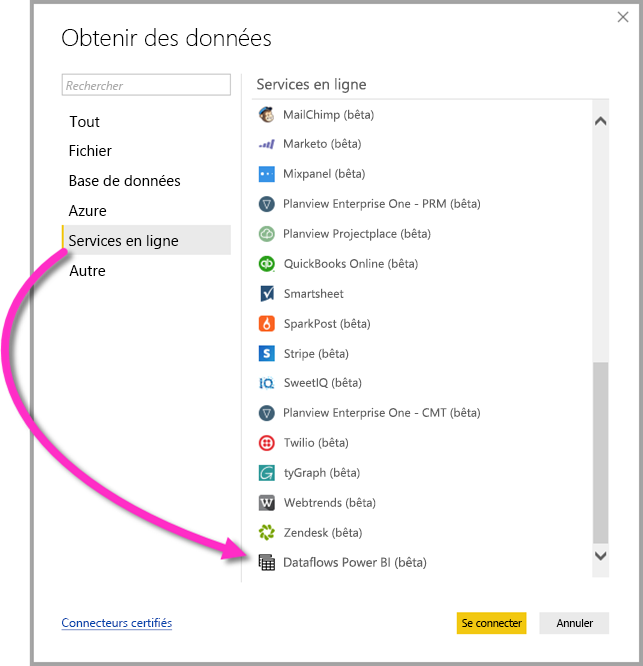 Obtenir des données
Rechercher
Tout
Fichier
Base de données
Azure
Services en ligne
Autre
Services en ligne
MailChimp (bêta)
Marketo (bêta)
Mixpanel (bêta)
Planview Enterprise One - PRM (bêta)
Planview Projectplace (bêta)
QuickBooks Online (bêta)
Smartsheet
SparkPost (bêta)
Stripe (bêta)
SweetIQ (bêta)
Planview Enterprise One - CMT (bêta)
Twilio (bêta)
tyGraph (bêta)
Webtrends (bêta)
Zendesk (bêta)
Dataflows Power BI (bêta)
Connecteurs certifiés
Se connecter
Annuler